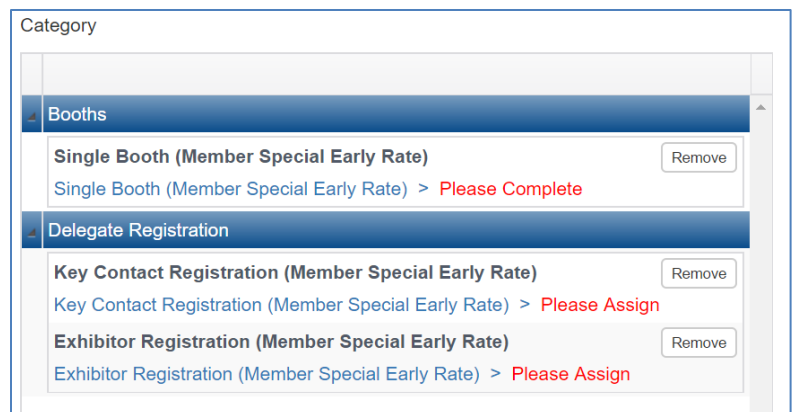 Category
Booths
Single Booth (Member Special Early Rate)
Remove
Single Booth (Member Special Early Rate) > Please Complete
Delegate Registration
Key Contact Registration (Member Special Early Rate)
Remove
Key Contact Registration (Member Special Early Rate) > Please Assign
Exhibitor Registration (Member Special Early Rate)
Remove
Exhibitor Registration (Member Special Early Rate) > Please Assign